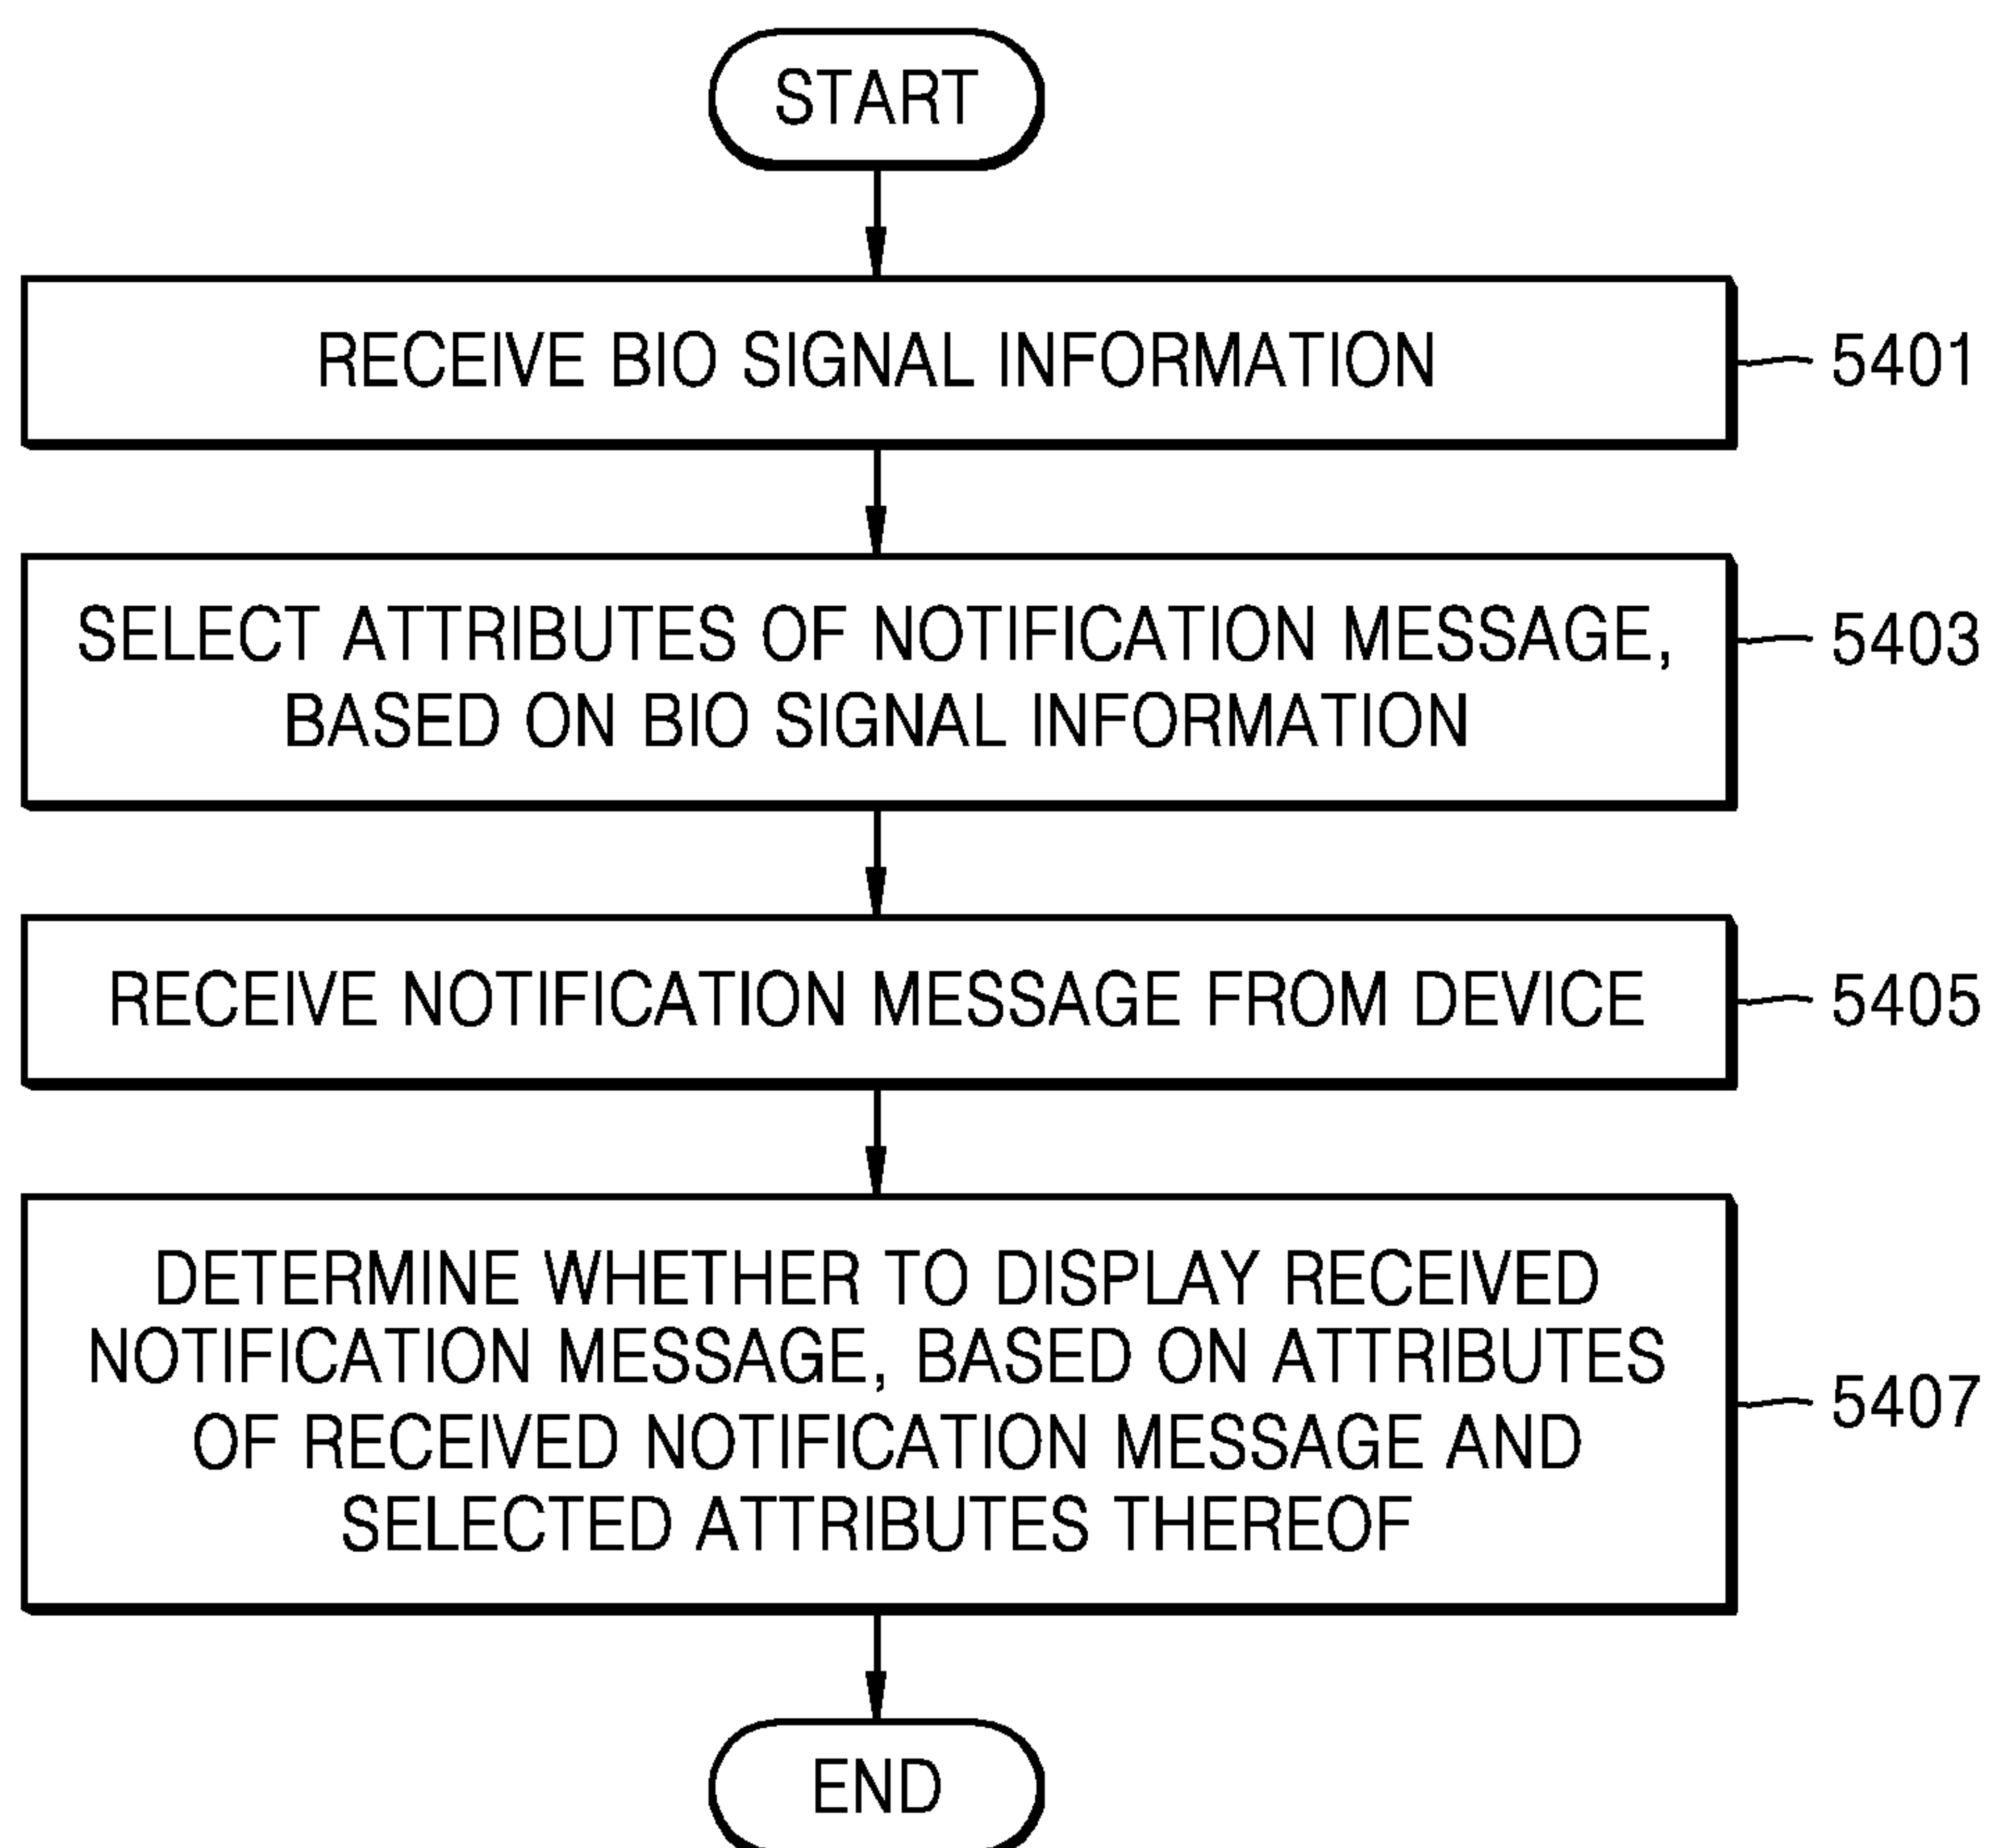 START
RECEIVE BIO SIGNAL INFORMATION
5401
SELECT ATTRIBUTES OF NOTIFICATION MESSAGE,
BASED ON BIO SIGNAL INFORMATION
5403
RECEIVE NOTIFICATION MESSAGE FROM DEVICE
5405
DETERMINE WHETHER TO DISPLAY RECEIVED
NOTIFICATION MESSAGE, BASED ON ATTRIBUTES
OF RECEIVED NOTIFICATION MESSAGE AND
SELECTED ATTRIBUTES THEREOF
5407
END